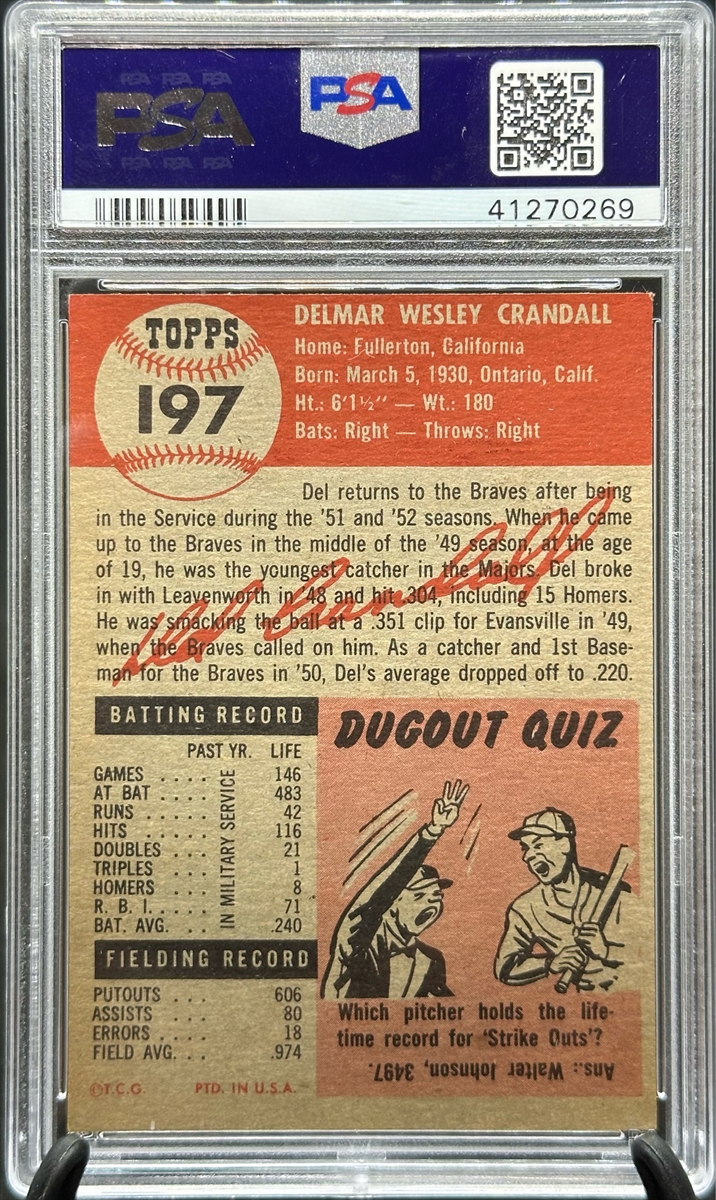 PSA PSA PSA
PSA
PSA PSA PSA
PSA
41270269
TOPPS
197
DELMAR WESLEY CRANDALL
Home: Fullerton, California
Born: March 5, 1930, Ontario, Calif.
Ht.: 6'1½'' — Wt.: 180
Bats: Right — Throws: Right
Del returns to the Braves after being
in the Service during the '51 and '52 seasons. When he came
up to the Braves in the middle of the '49 season, at the age
of 19, he was the youngest catcher in the Majors. Del broke
in with Leavenworth in '48 and hit .304, including 15 Homers.
He was smacking the ball at a .351 clip for Evansville in '49,
when the Braves called on him. As a catcher and 1st Base-
man for the Braves in '50, Del's average dropped off to .220.
Del Crandall
BATTING RECORD
PAST YR. LIFE
GAMES .... 146
AT BAT .... 483
RUNS .... 42
HITS ..... 116
DOUBLES ... 21
TRIPLES ... 1
HOMERS ... 8
R. B. I. .... 71
BAT. AVG. .. .240
IN MILITARY SERVICE
FIELDING RECORD
PUTOUTS ... 606
ASSISTS ... 80
ERRORS .... 18
FIELD AVG. .. .974
©T.C.G. PTD. IN U.S.A.
DUGOUT QUIZ
Which pitcher holds the life-
time record for 'Strike Outs'?
Ans.: Walter Johnson, 3497.